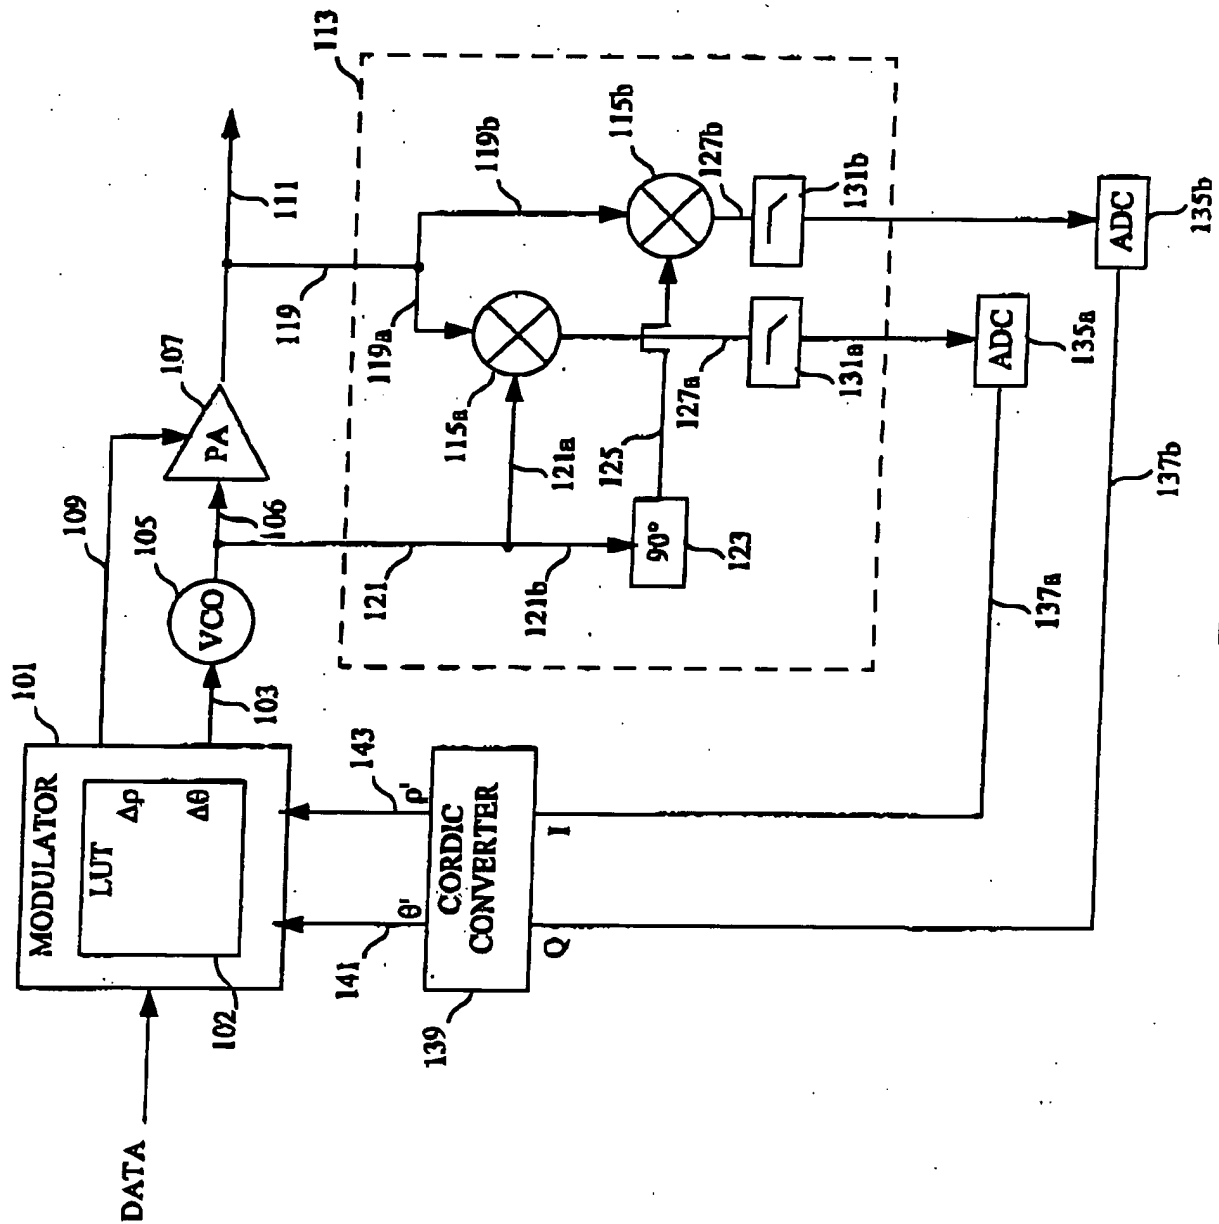 DATA
MODULATOR
101
LUT
Δρ
Δθ
102
103
VCO
105
106
109
PA
107
111
113
119
119a
119b
115a
115b
121
121a
121b
90°
123
125
127a
127b
131a
131b
ADC
135a
ADC
135b
137a
137b
CORDIC
CONVERTER
139
θ'
ρ'
141
143
Q
I